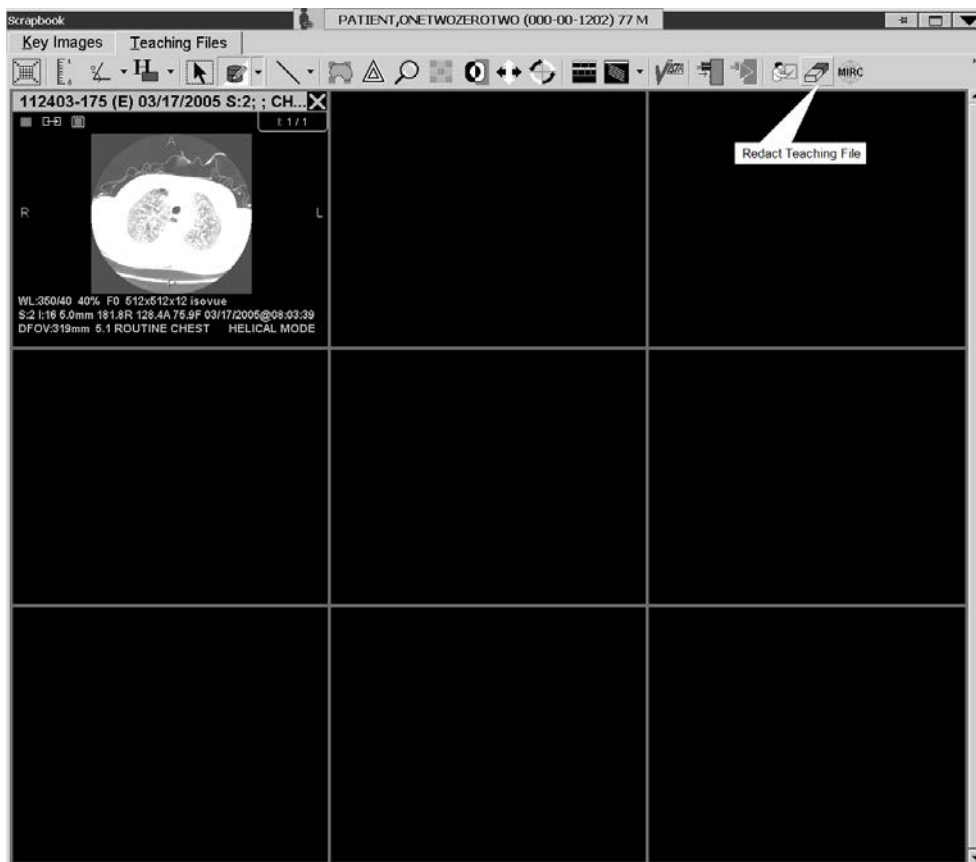 Scrapbook
PATIENT,ONETWOZEROTWO (000-00-1202) 77 M
Key Images Teaching Files
H
MIRC
112403-175 (E) 03/17/2005 S:2; ; CH...
I: 1 / 1
Redact Teaching File
A
R L
P
WL:350/40 40% F0 512x512x12 isovue
S:2 I:16 5.0mm 181.8R 128.4A 75.9F 03/17/2005@08:03:39
DFOV:319mm 5.1 ROUTINE CHEST HELICAL MODE